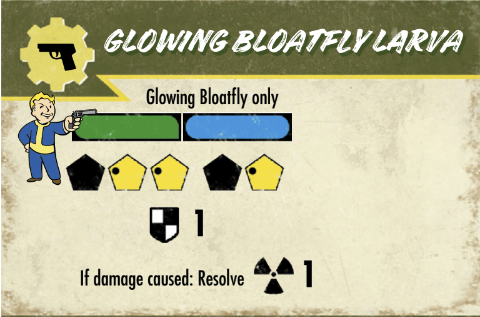 GLOWING BLOATFLY LARVA
Glowing Bloatfly only
1
If damage caused: Resolve 1